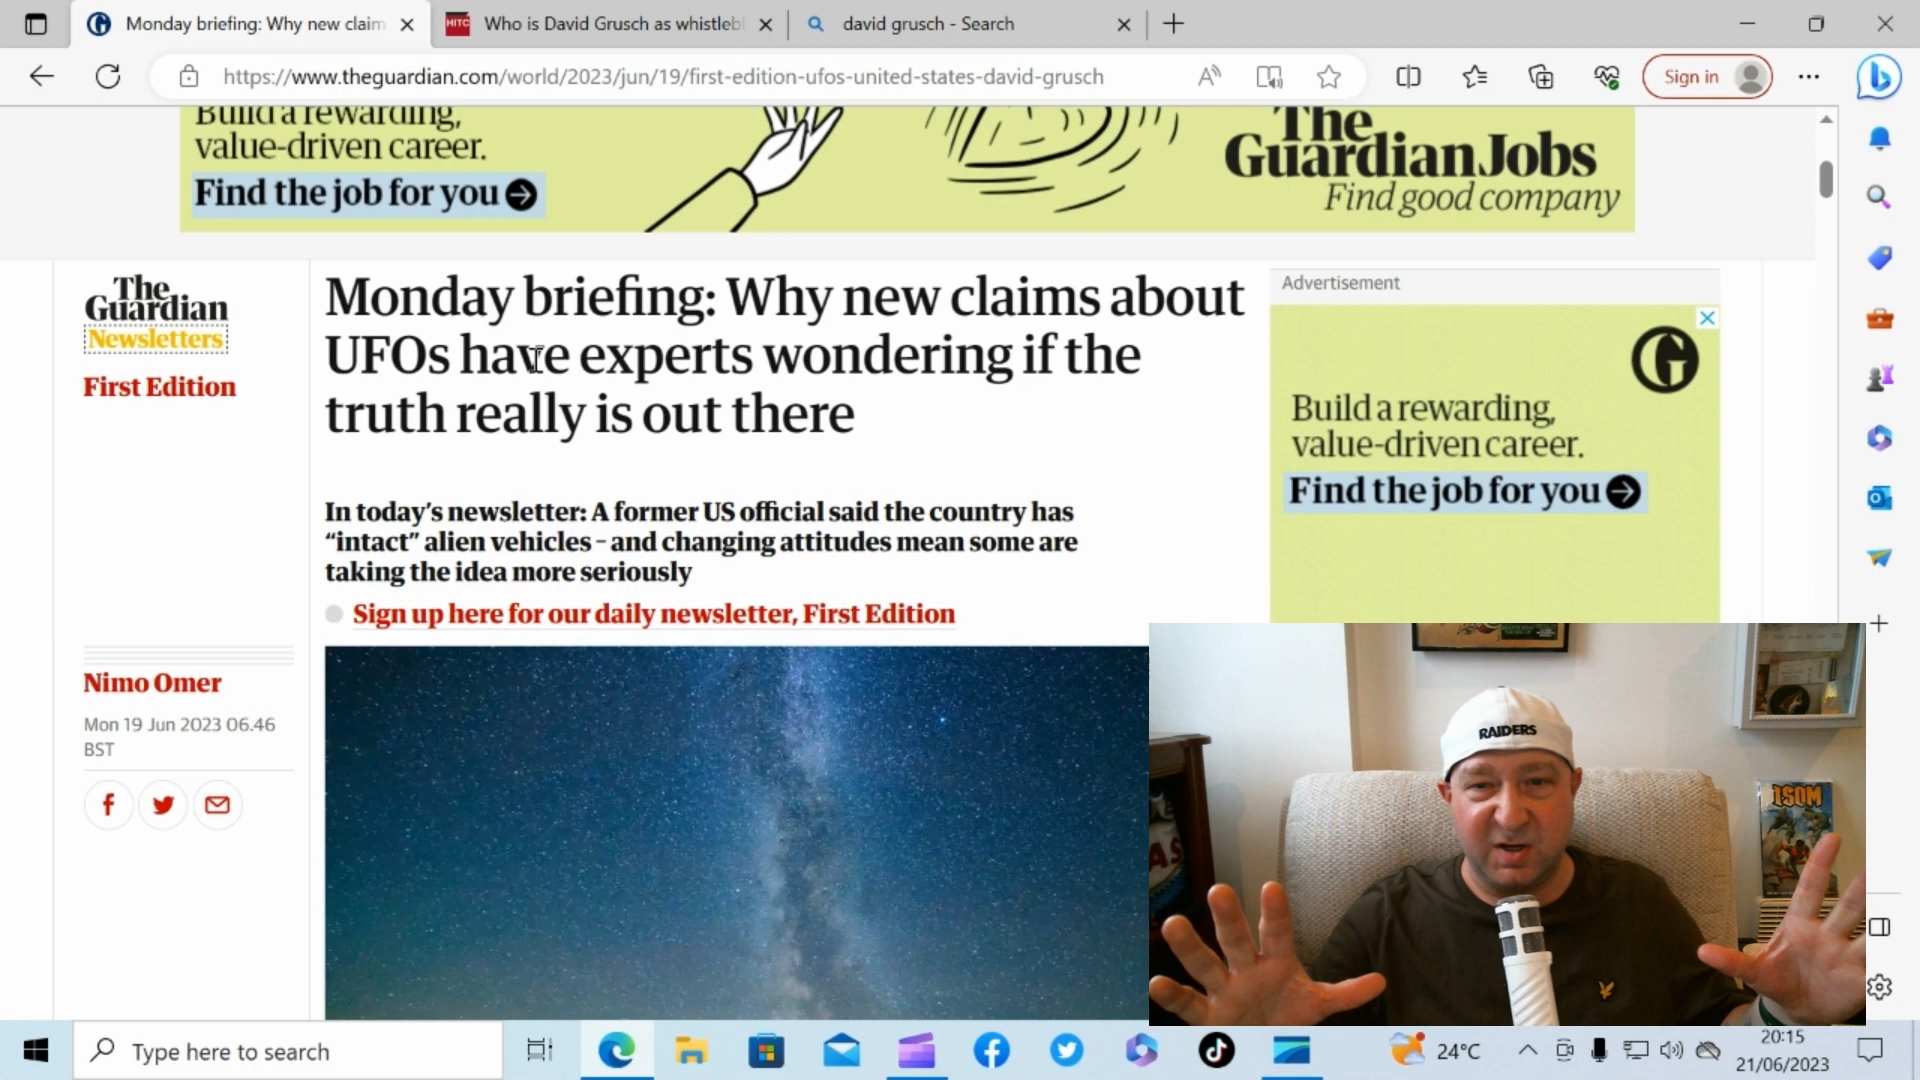 Monday briefing: Why new claim
HITC
Who is David Grusch as whistlebl
david grusch - Search
https://www.theguardian.com/world/2023/jun/19/first-edition-ufos-united-states-david-grusch
Sign in
Build a rewarding,
value-driven career.
Find the job for you
The
Guardian Jobs
Find good company
The
Guardian
Newsletters
First Edition
Monday briefing: Why new claims about
UFOs have experts wondering if the
truth really is out there
In today's newsletter: A former US official said the country has
“intact” alien vehicles – and changing attitudes mean some are
taking the idea more seriously
Sign up here for our daily newsletter, First Edition
Advertisement
Build a rewarding,
value-driven career.
Find the job for you
Nimo Omer
Mon 19 Jun 2023 06.46
BST
RAIDERS
ISOM
Type here to search
24°C
20:15
21/06/2023